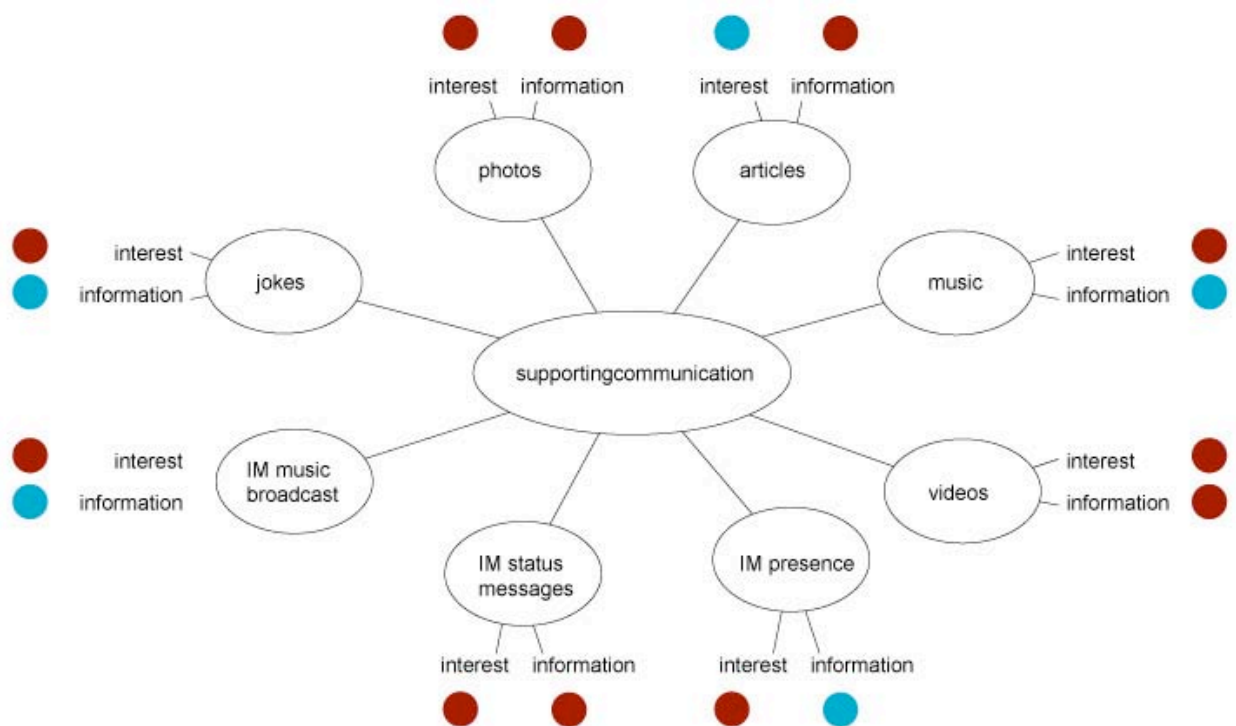 interest information
interest information
photos
articles
interest
information
jokes
music
interest
information
supportingcommunication
interest
information
IM music
broadcast
videos
interest
information
IM status
messages
IM presence
interest information
interest information